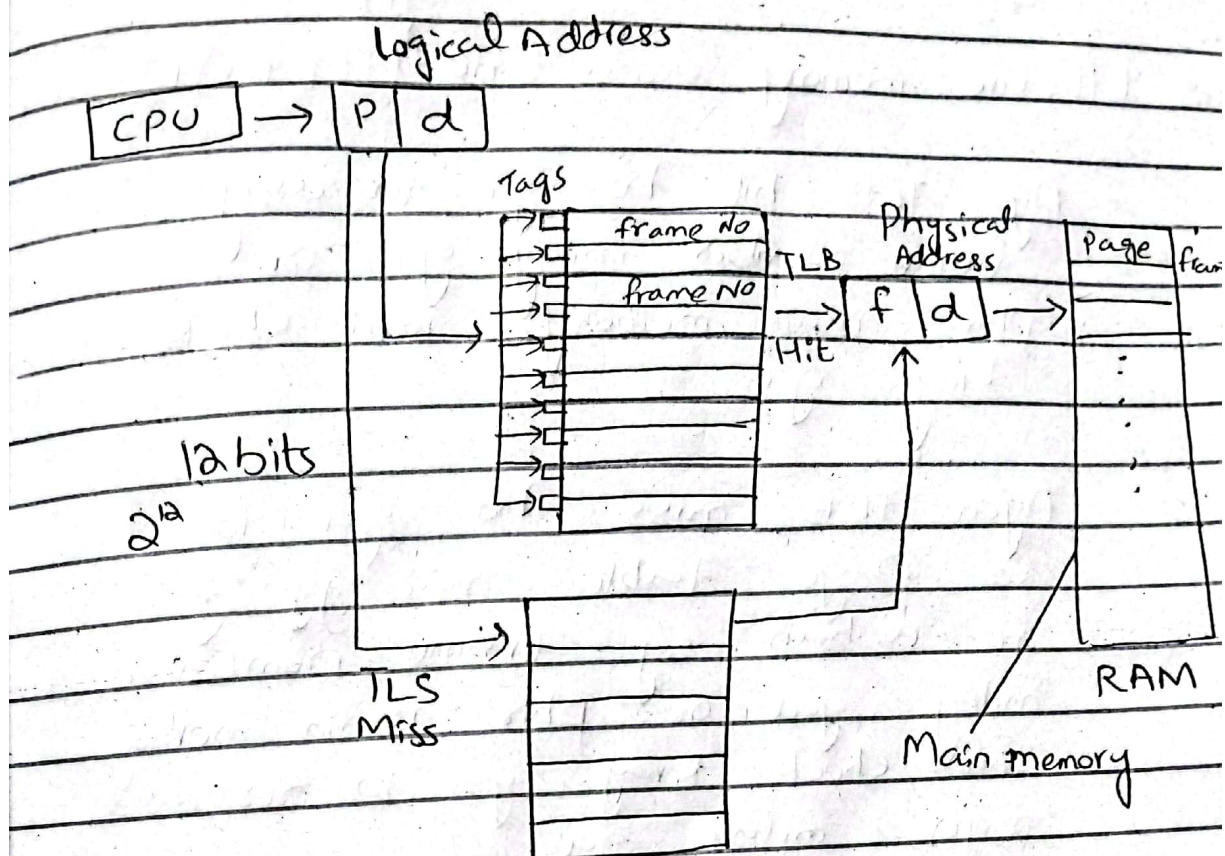 Logical Address
CPU
P d
Tags
frame No
frame No
TLB
Hit
Physical
Address
f d
Page
fram
12 bits
2^12
TLS
Miss
RAM
Main memory